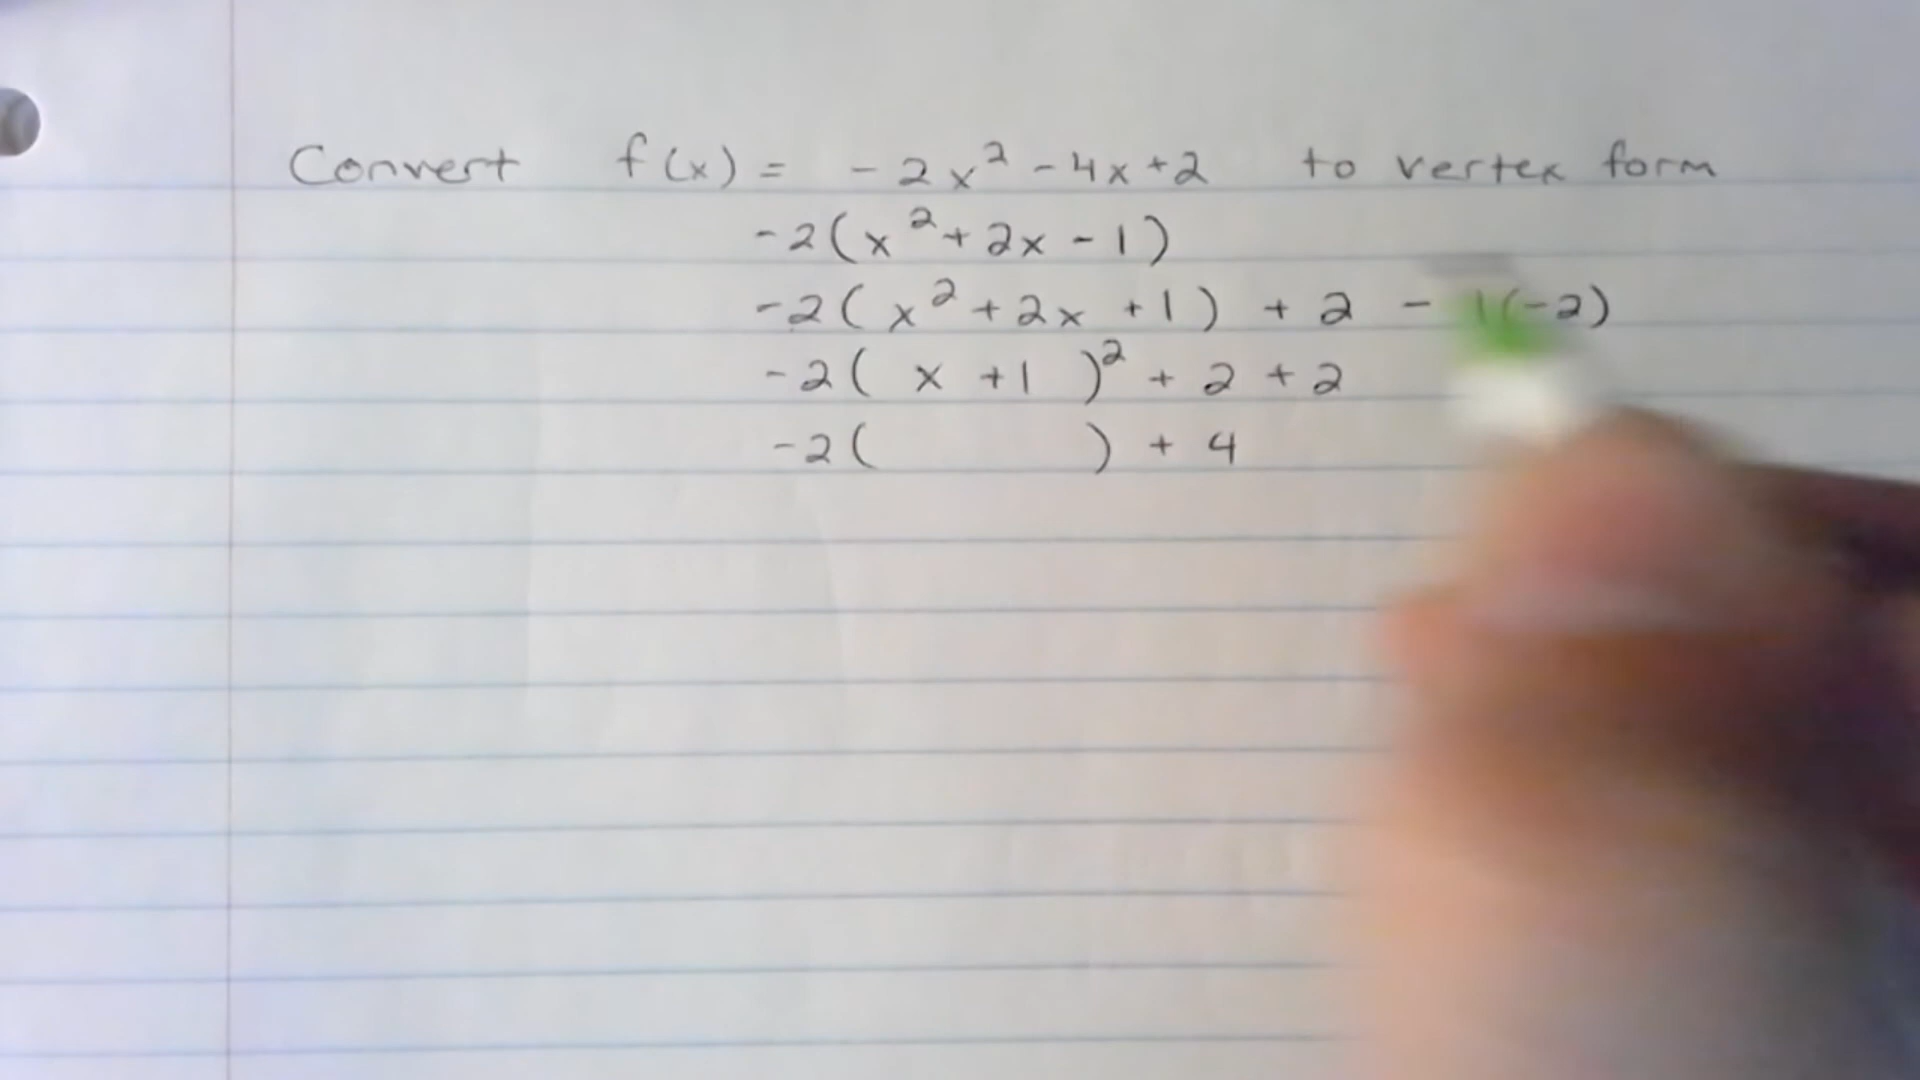 Convert f(x) = -2x² -4x+2 to vertex form
-2(x²+2x-1)
-2(x²+2x+1) + 2 - 1(-2)
-2( x +1 )² + 2 + 2
-2( ) + 4